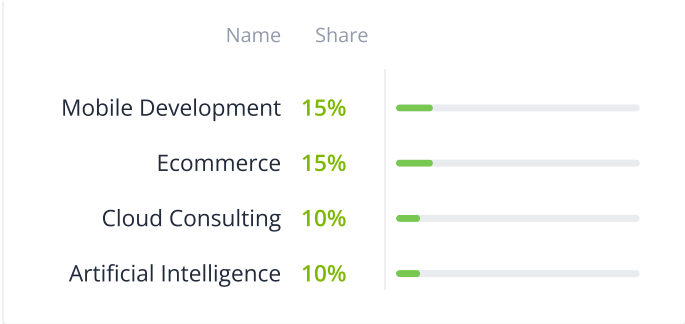 Name Share
Mobile Development 15%
Ecommerce 15%
Cloud Consulting 10%
Artificial Intelligence 10%